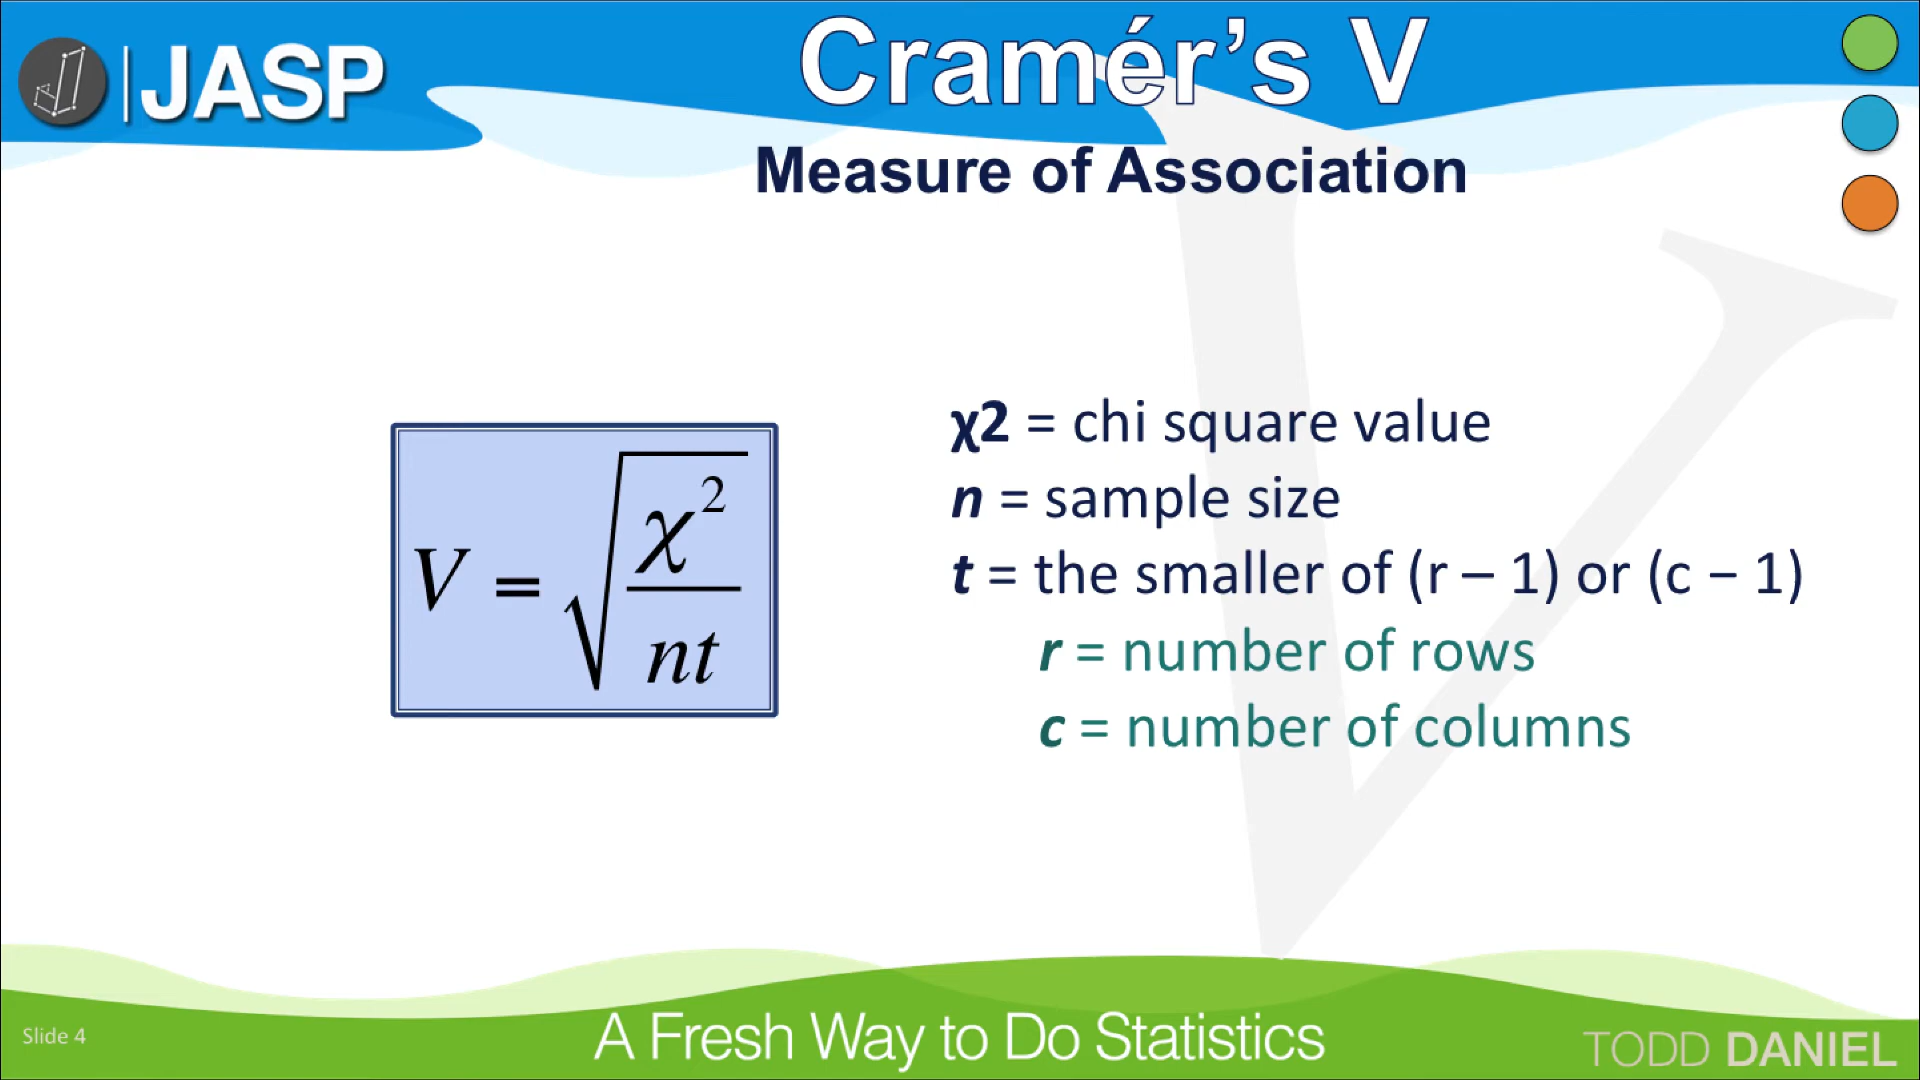 JASP
Cramér’s V
Measure of Association
V = √χ²/nt
χ2 = chi square value
n = sample size
t = the smaller of (r – 1) or (c − 1)
r = number of rows
c = number of columns
Slide 4
A Fresh Way to Do Statistics
TODD DANIEL